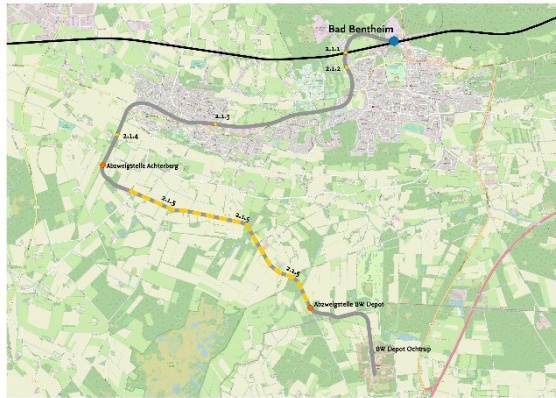 Bad Bentheim
2.1.1
2.1.2
2.1.3
2.1.4
Abzweigstelle Achterberg
2.1.5
2.1.5
2.1.5
Abzweigstelle BW Depot
BW Depot Ochtrup